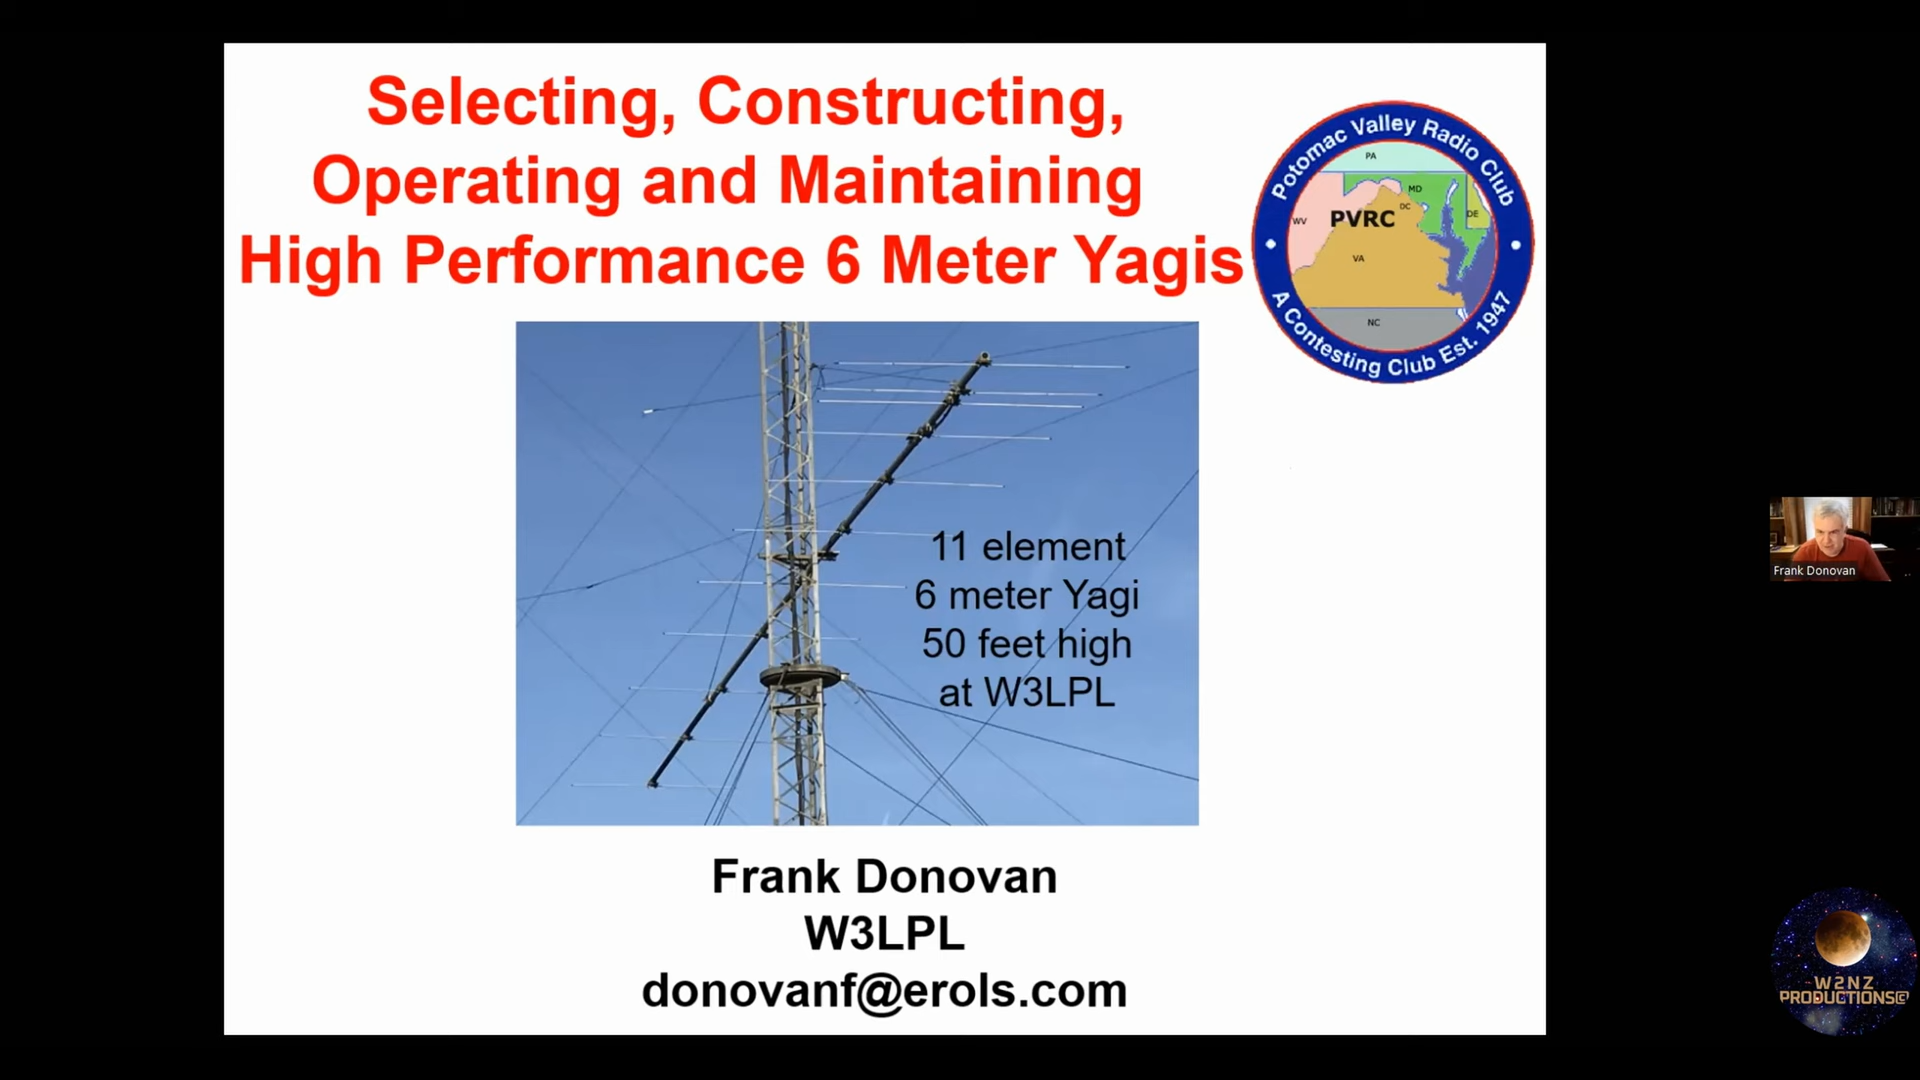 Selecting, Constructing,
Operating and Maintaining
High Performance 6 Meter Yagis
Potomac Valley Radio Club
PA
MD
DC
DE
WV
PVRC
VA
NC
A Contesting Club Est. 1947
11 element
6 meter Yagi
50 feet high
at W3LPL
Frank Donovan
W3LPL
donovanf@erols.com
Frank Donovan
W2NZ
PRODUCTIONS©